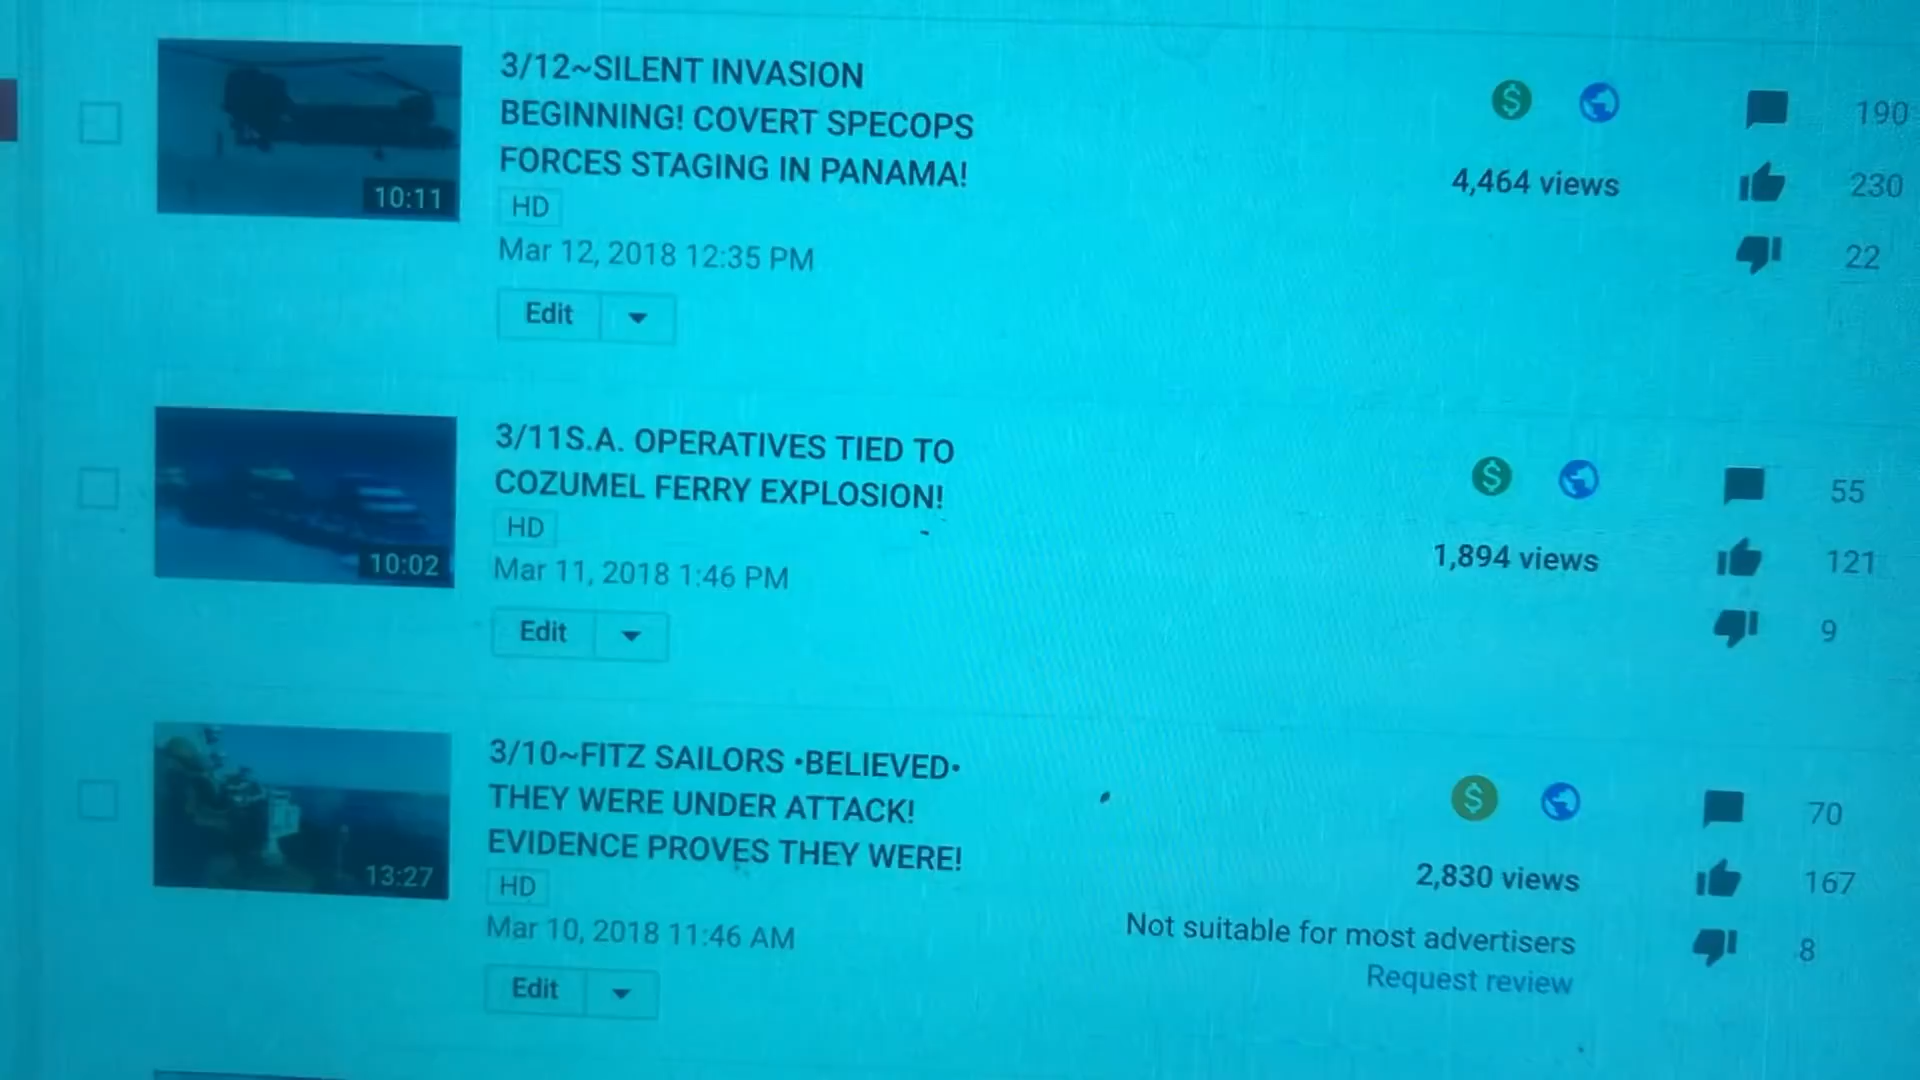 3/12~SILENT INVASION
BEGINNING! COVERT SPECOPS
FORCES STAGING IN PANAMA!
HD
Mar 12, 2018 12:35 PM
Edit
10:11
4,464 views
190
230
22
3/11S.A. OPERATIVES TIED TO
COZUMEL FERRY EXPLOSION!
HD
Mar 11, 2018 1:46 PM
Edit
10:02
1,894 views
55
121
9
3/10~FITZ SAILORS •BELIEVED•
THEY WERE UNDER ATTACK!
EVIDENCE PROVES THEY WERE!
HD
Mar 10, 2018 11:46 AM
Edit
13:27
2,830 views
Not suitable for most advertisers
Request review
70
167
8